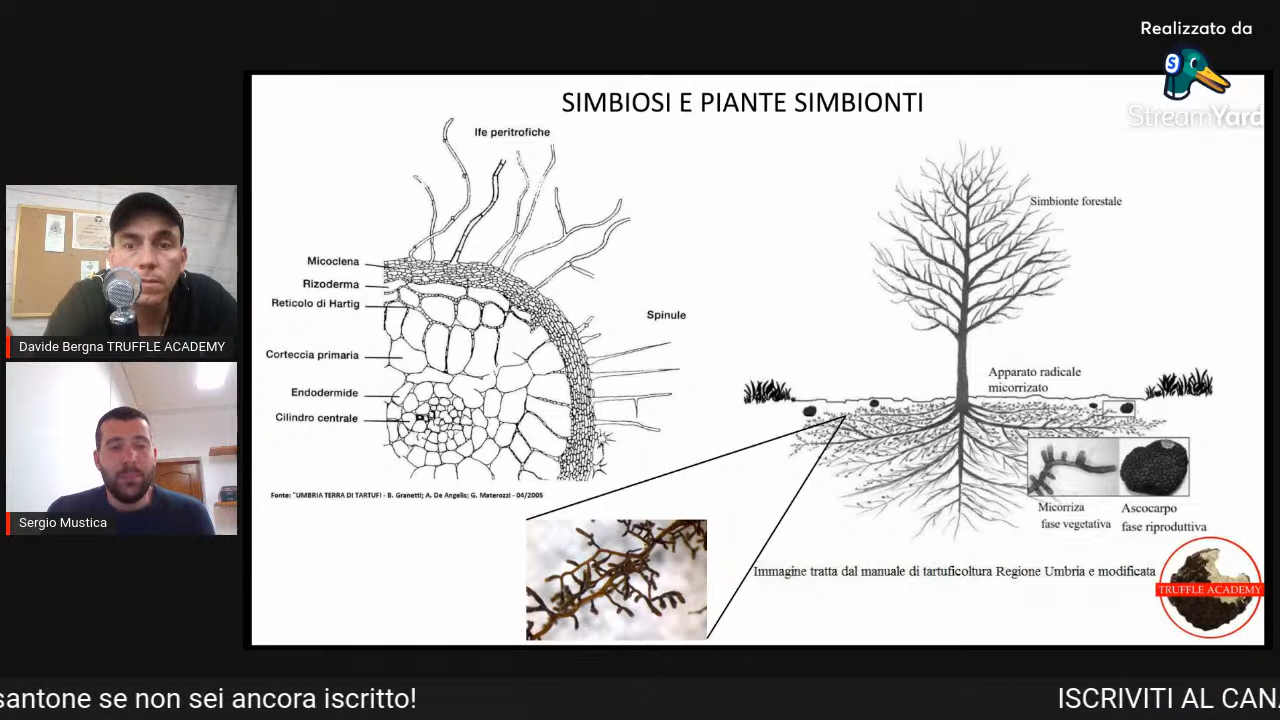 Realizzato da
StreamYard
SIMBIOSI E PIANTE SIMBIONTI
Ife peritrofiche
Micoclena
Rizoderma
Reticolo di Hartig
Corteccia primaria
Endodermide
Cilindro centrale
Spinule
Fonte: "UMBRIA TERRA DI TARTUFI - B. Granetti; A. De Angelis; G. Materozzi - 04/2005
Simbionte forestale
Apparato radicale
micorrizato
Micorriza
fase vegetativa
Ascocarpo
fase riproduttiva
Immagine tratta dal manuale di tartuficoltura Regione Umbria e modificata
TRUFFLE ACADEMY
Davide Bergna TRUFFLE ACADEMY
Sergio Mustica
santone se non sei ancora iscritto!
ISCRIVITI AL CAN